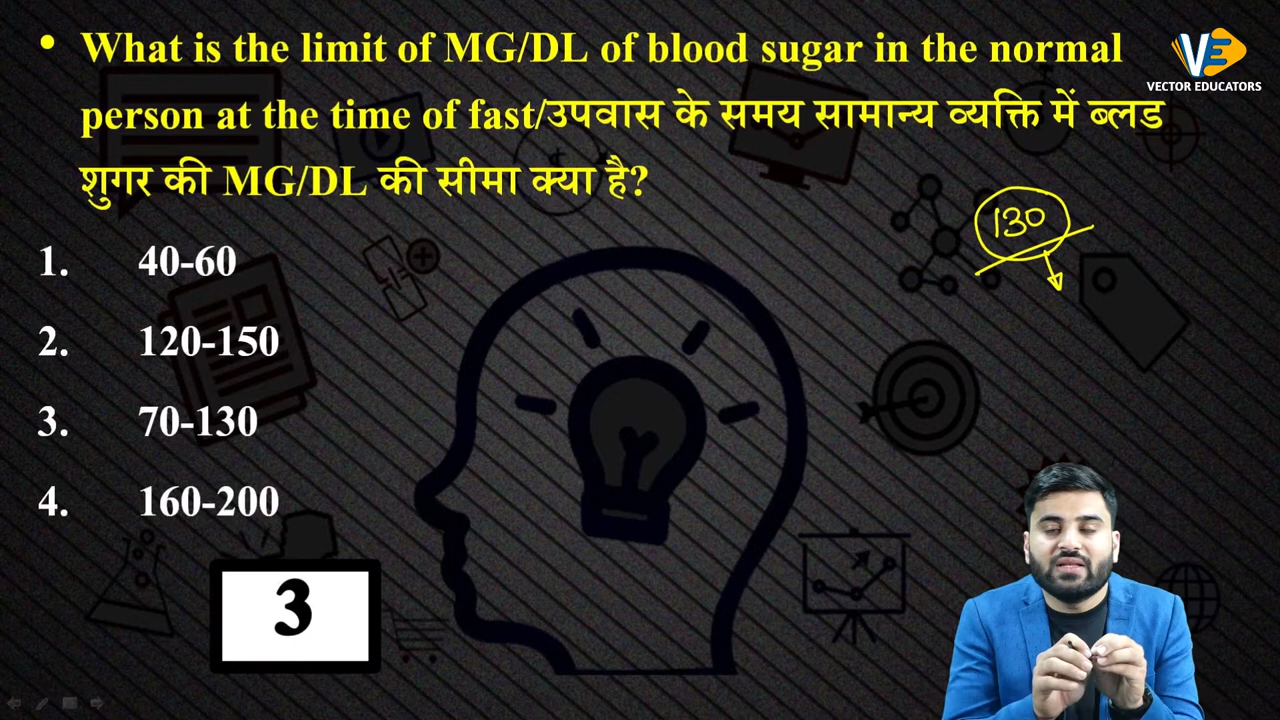 • What is the limit of MG/DL of blood sugar in the normal
person at the time of fast/उपवास के समय सामान्य व्यक्ति में ब्लड
शुगर की MG/DL की सीमा क्या है?
VE
VECTOR EDUCATORS
130
1. 40-60
2. 120-150
3. 70-130
4. 160-200
3